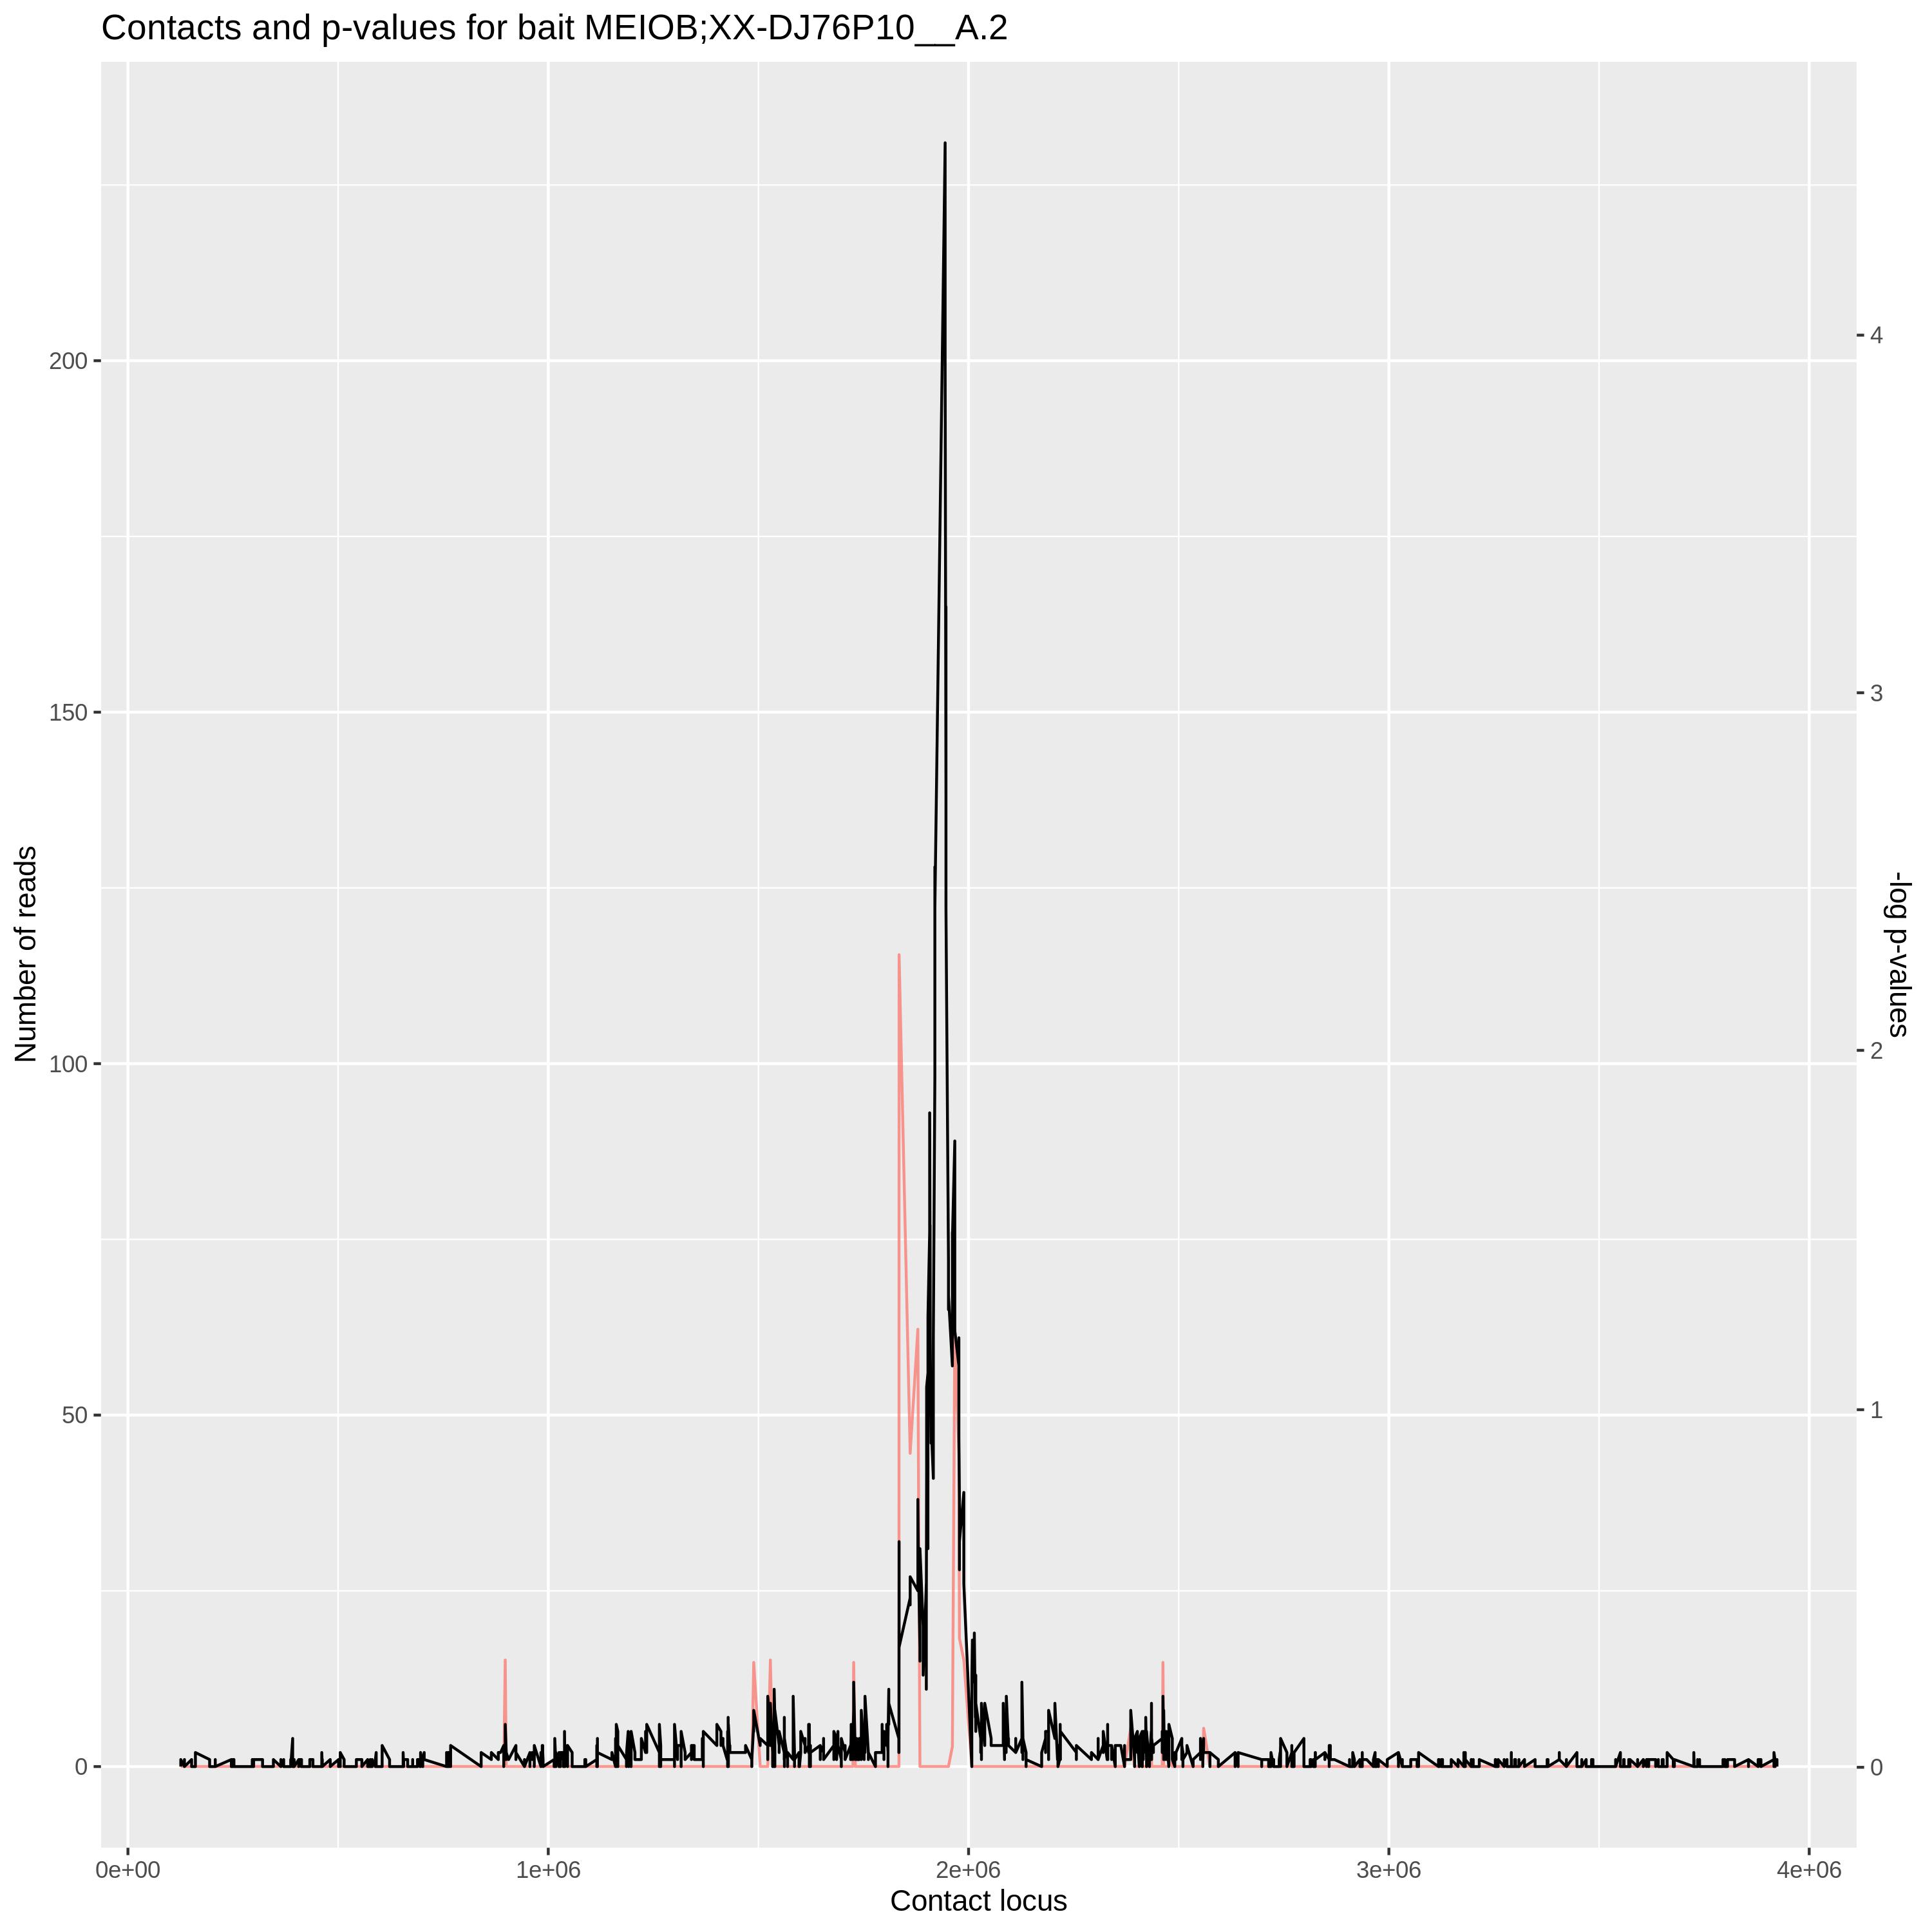 Contacts and p-values for bait MEIOB;XX-DJ76P10__A.2
Number of reads
200
150
100
50
0
4
3
2
1
0
-log p-values
0e+00
1e+06
2e+06
3e+06
4e+06
Contact locus